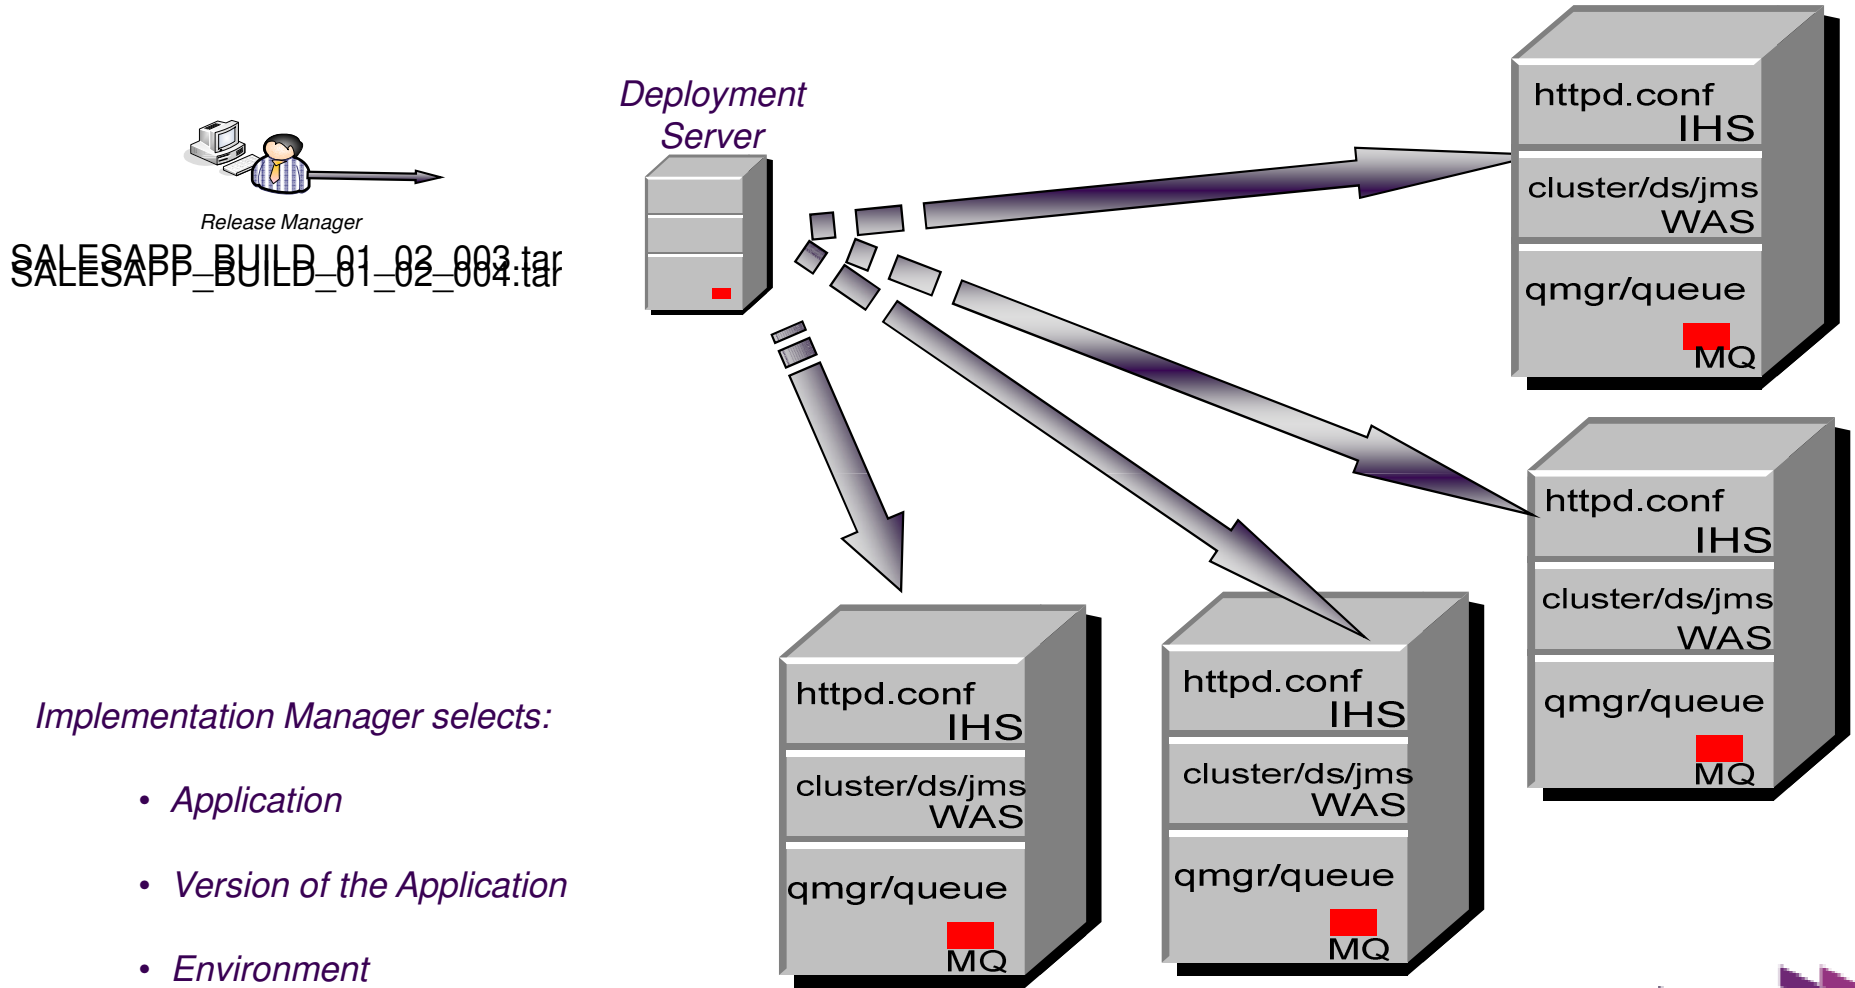 Deployment
Server
Release Manager
SALESAPP_BUILD_01_02_003.tar
SALESAPP_BUILD_01_02_004.tar
httpd.conf
IHS
cluster/ds/jms
WAS
qmgr/queue
MQ
httpd.conf
IHS
cluster/ds/jms
WAS
qmgr/queue
MQ
httpd.conf
IHS
cluster/ds/jms
WAS
qmgr/queue
MQ
httpd.conf
IHS
cluster/ds/jms
WAS
qmgr/queue
MQ
Implementation Manager selects:
• Application
• Version of the Application
• Environment